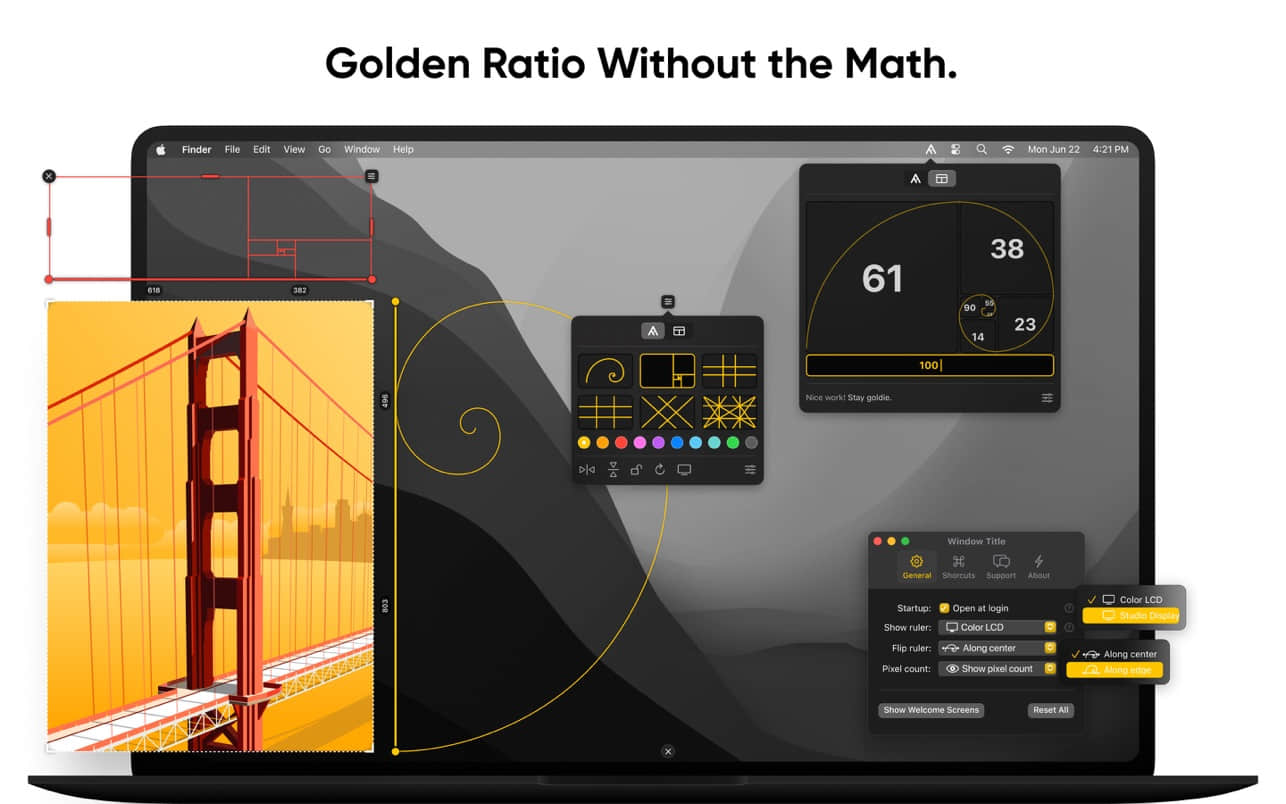 Golden Ratio Without the Math.
Finder File Edit View Go Window Help
Mon Jun 22 4:21 PM
618
382
496
803
61
38
90
55
23
14
100
Nice work! Stay goldie.
Window Title
General Shorcuts Support About
Startup: Open at login
Show ruler: Color LCD
Flip ruler: Along center
Pixel count: Show pixel count
Show Welcome Screens Reset All
Color LCD
Studio Display
Along center
Along edge